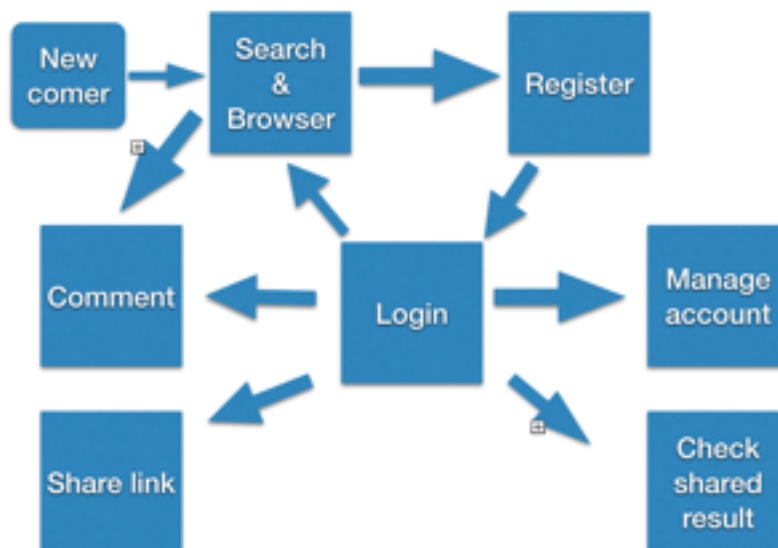 New
comer
Search
&
Browser
Register
Comment
Login
Manage
account
Share link
Check
shared
result